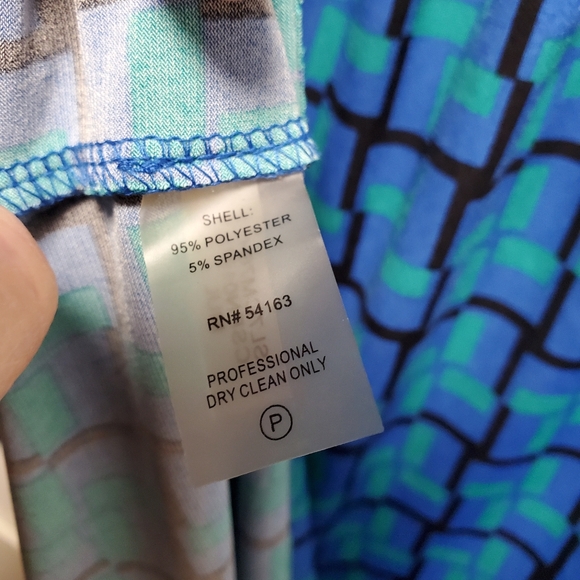 SHELL:
95% POLYESTER
5% SPANDEX
RN# 54163
PROFESSIONAL
DRY CLEAN ONLY
P